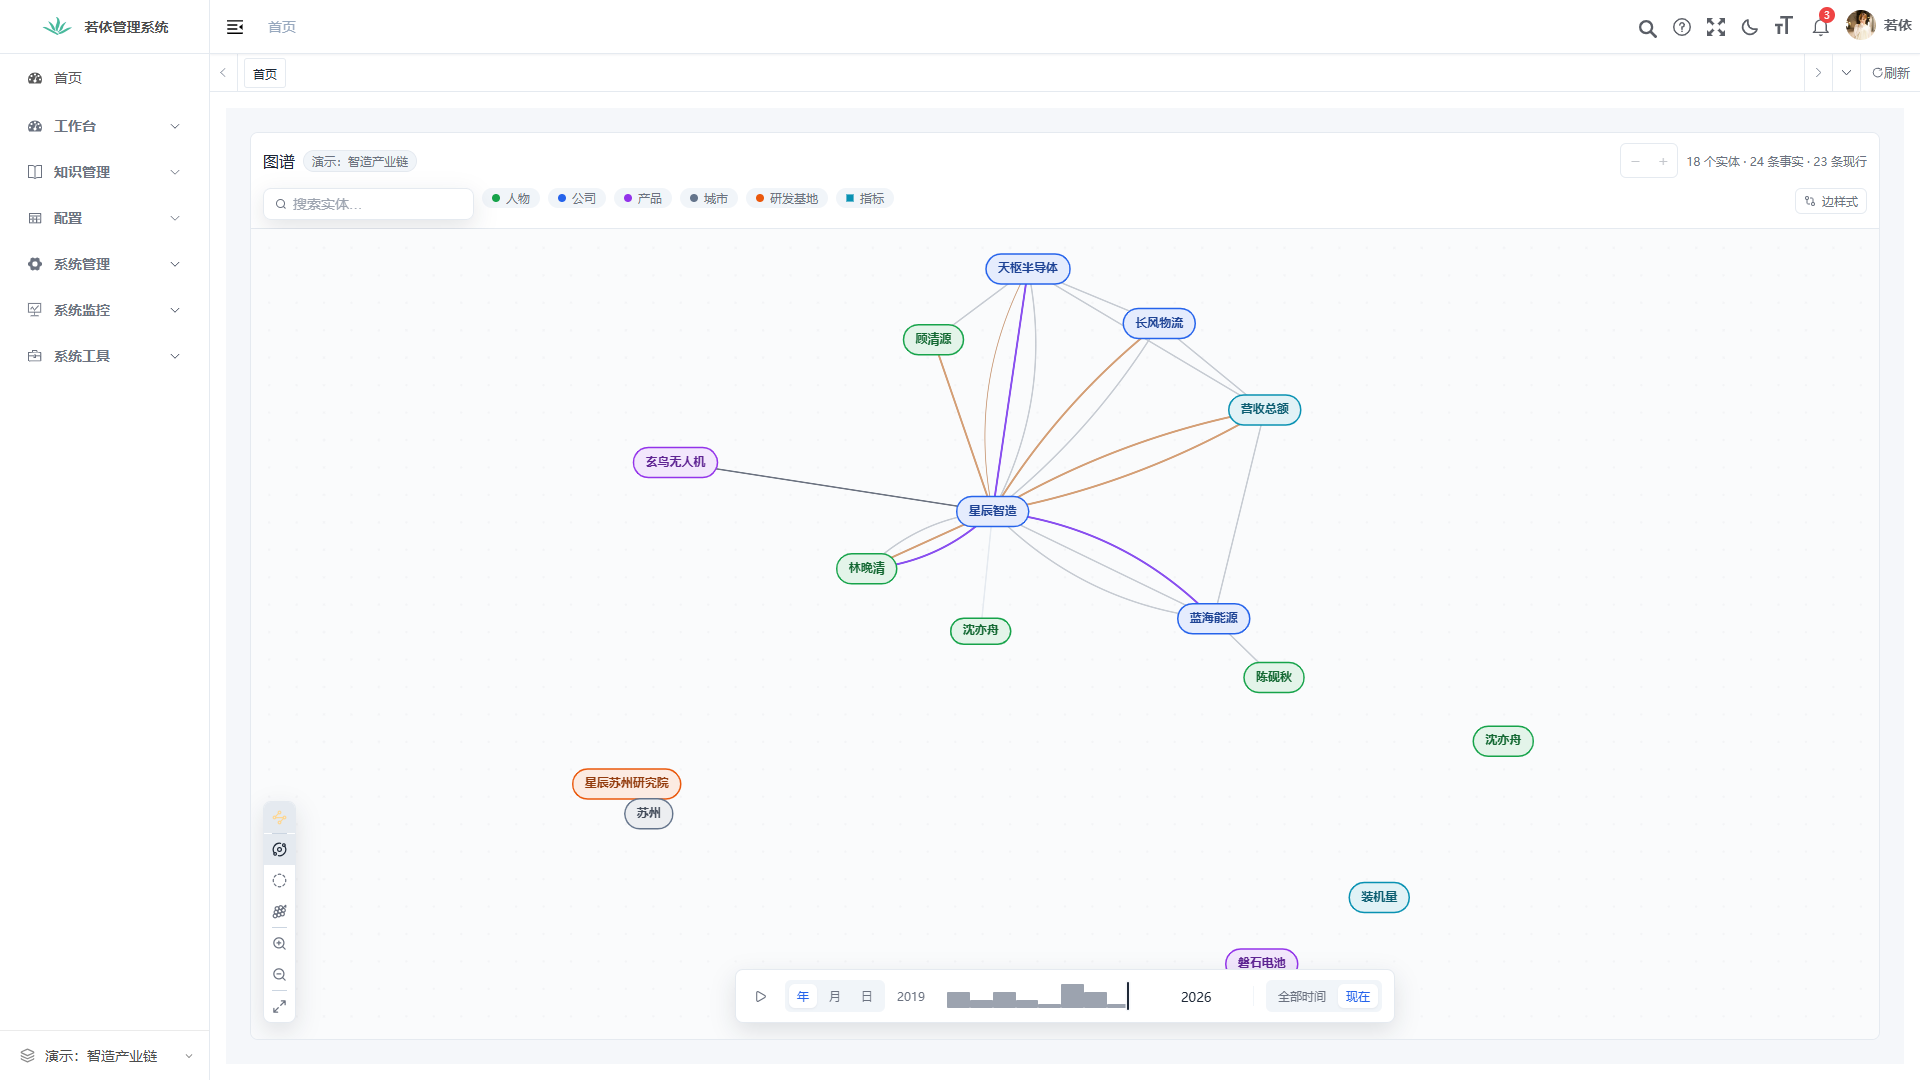 若依管理系统
首页
3
若依
首页
工作台
知识管理
配置
系统管理
系统监控
系统工具
演示：智造产业链
首页
刷新
图谱
演示：智造产业链
18 个实体 · 24 条事实 · 23 条现行
搜索实体...
人物
公司
产品
城市
研发基地
指标
边样式
天枢半导体
长风物流
顾清源
营收总额
玄鸟无人机
星辰智造
林晚清
沈亦舟
蓝海能源
陈砚秋
沈亦舟
星辰苏州研究院
苏州
装机量
磐石电池
年
月
日
2019
2026
全部时间
现在